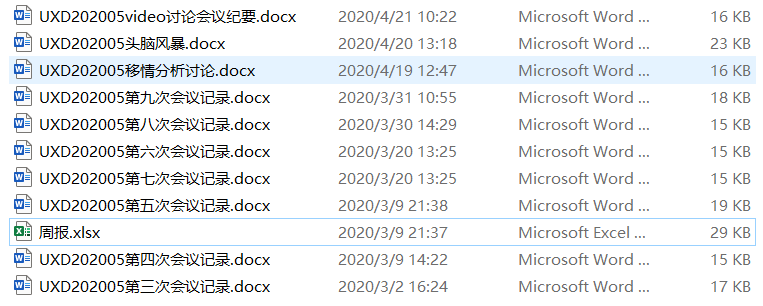 UXD202005video讨论会议纪要.docx 2020/4/21 10:22 Microsoft Word ... 16 KB
UXD202005头脑风暴.docx 2020/4/20 13:18 Microsoft Word ... 23 KB
UXD202005移情分析讨论.docx 2020/4/19 12:47 Microsoft Word ... 16 KB
UXD202005第九次会议记录.docx 2020/3/31 10:55 Microsoft Word ... 18 KB
UXD202005第八次会议记录.docx 2020/3/30 14:29 Microsoft Word ... 15 KB
UXD202005第六次会议记录.docx 2020/3/20 13:25 Microsoft Word ... 15 KB
UXD202005第七次会议记录.docx 2020/3/20 13:25 Microsoft Word ... 15 KB
UXD202005第五次会议记录.docx 2020/3/9 21:38 Microsoft Word ... 19 KB
周报.xlsx 2020/3/9 21:37 Microsoft Excel ... 29 KB
UXD202005第四次会议记录.docx 2020/3/9 14:22 Microsoft Word ... 15 KB
UXD202005第三次会议记录.docx 2020/3/2 16:24 Microsoft Word ... 17 KB